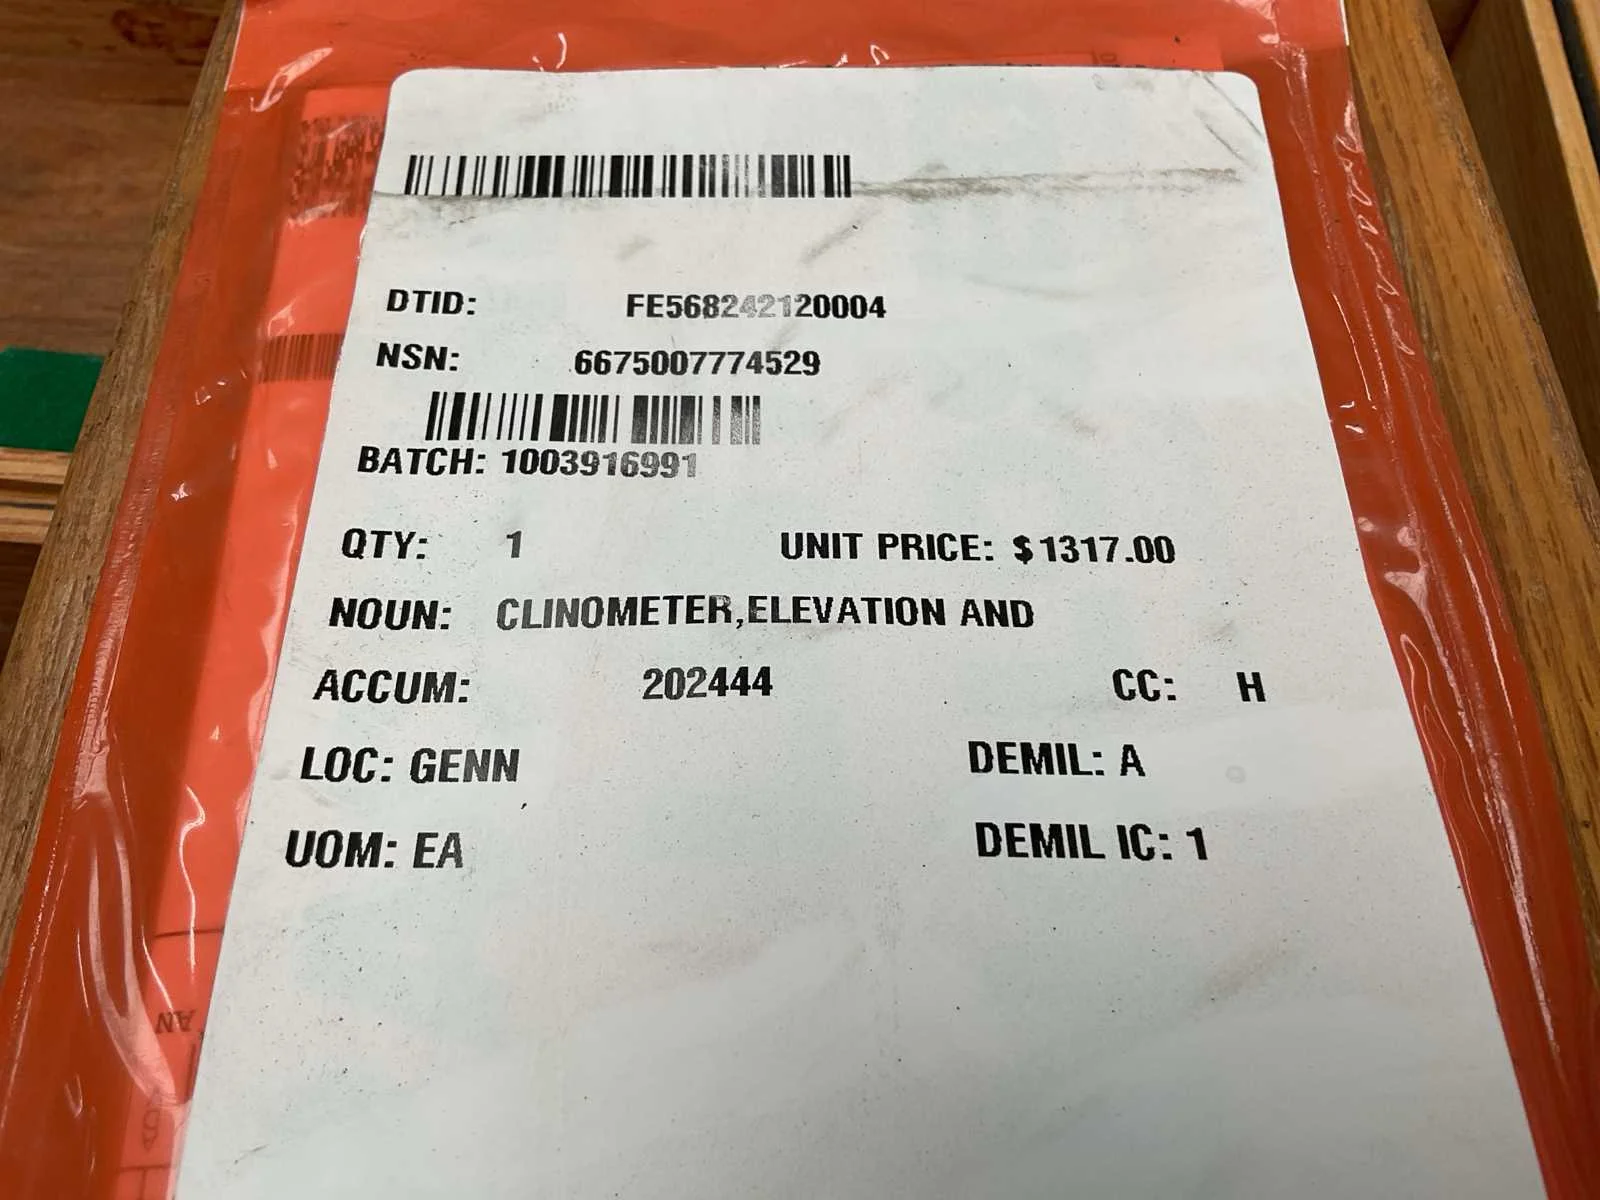 DTID: FE568242120004
NSN: 6675007774529
BATCH: 1003916991
QTY: 1 UNIT PRICE: $1317.00
NOUN: CLINOMETER,ELEVATION AND
ACCUM: 202444 CC: H
LOC: GENN DEMIL: A
UOM: EA DEMIL IC: 1
AN